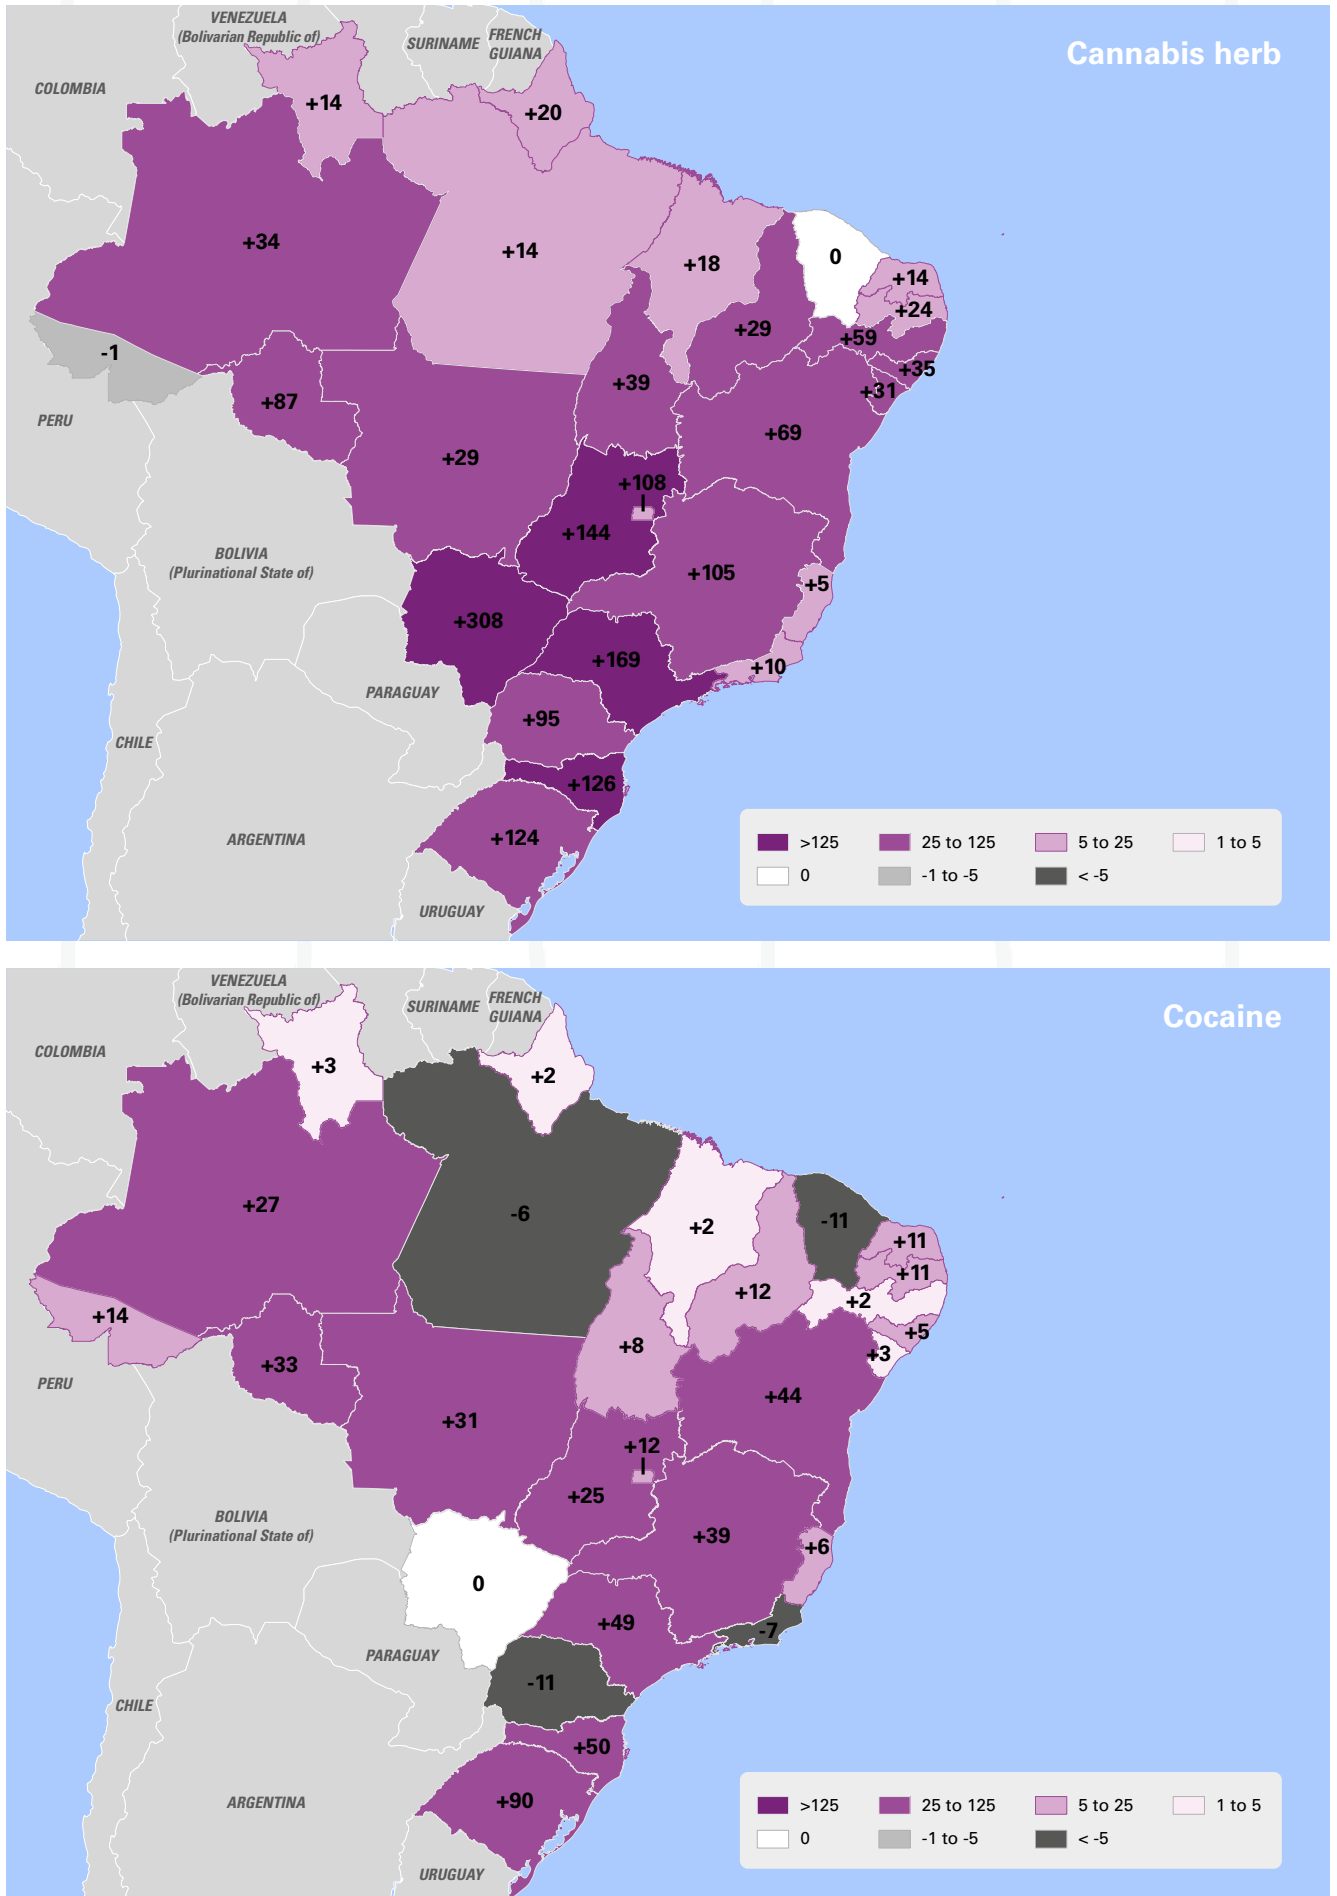 Cannabis herb
VENEZUELA
(Bolivarian Republic of)
SURINAME
FRENCH
GUIANA
COLOMBIA
+14
+20
+34
+14
+18
0
+14
+24
+29
+59
-1
+39
+35
+31
+87
PERU
+29
+69
+108
+144
BOLIVIA
(Plurinational State of)
+105
+5
+308
+169
+10
PARAGUAY
+95
CHILE
+126
ARGENTINA
+124
URUGUAY
>125
25 to 125
5 to 25
1 to 5
0
-1 to -5
< -5
Cocaine
VENEZUELA
(Bolivarian Republic of)
SURINAME
FRENCH
GUIANA
COLOMBIA
+3
+2
+27
-6
+2
-11
+11
+11
+12
+2
+14
+8
+5
+3
+33
PERU
+31
+44
+12
+25
BOLIVIA
(Plurinational State of)
+39
+6
0
+49
-7
PARAGUAY
-11
CHILE
+50
ARGENTINA
+90
URUGUAY
>125
25 to 125
5 to 25
1 to 5
0
-1 to -5
< -5